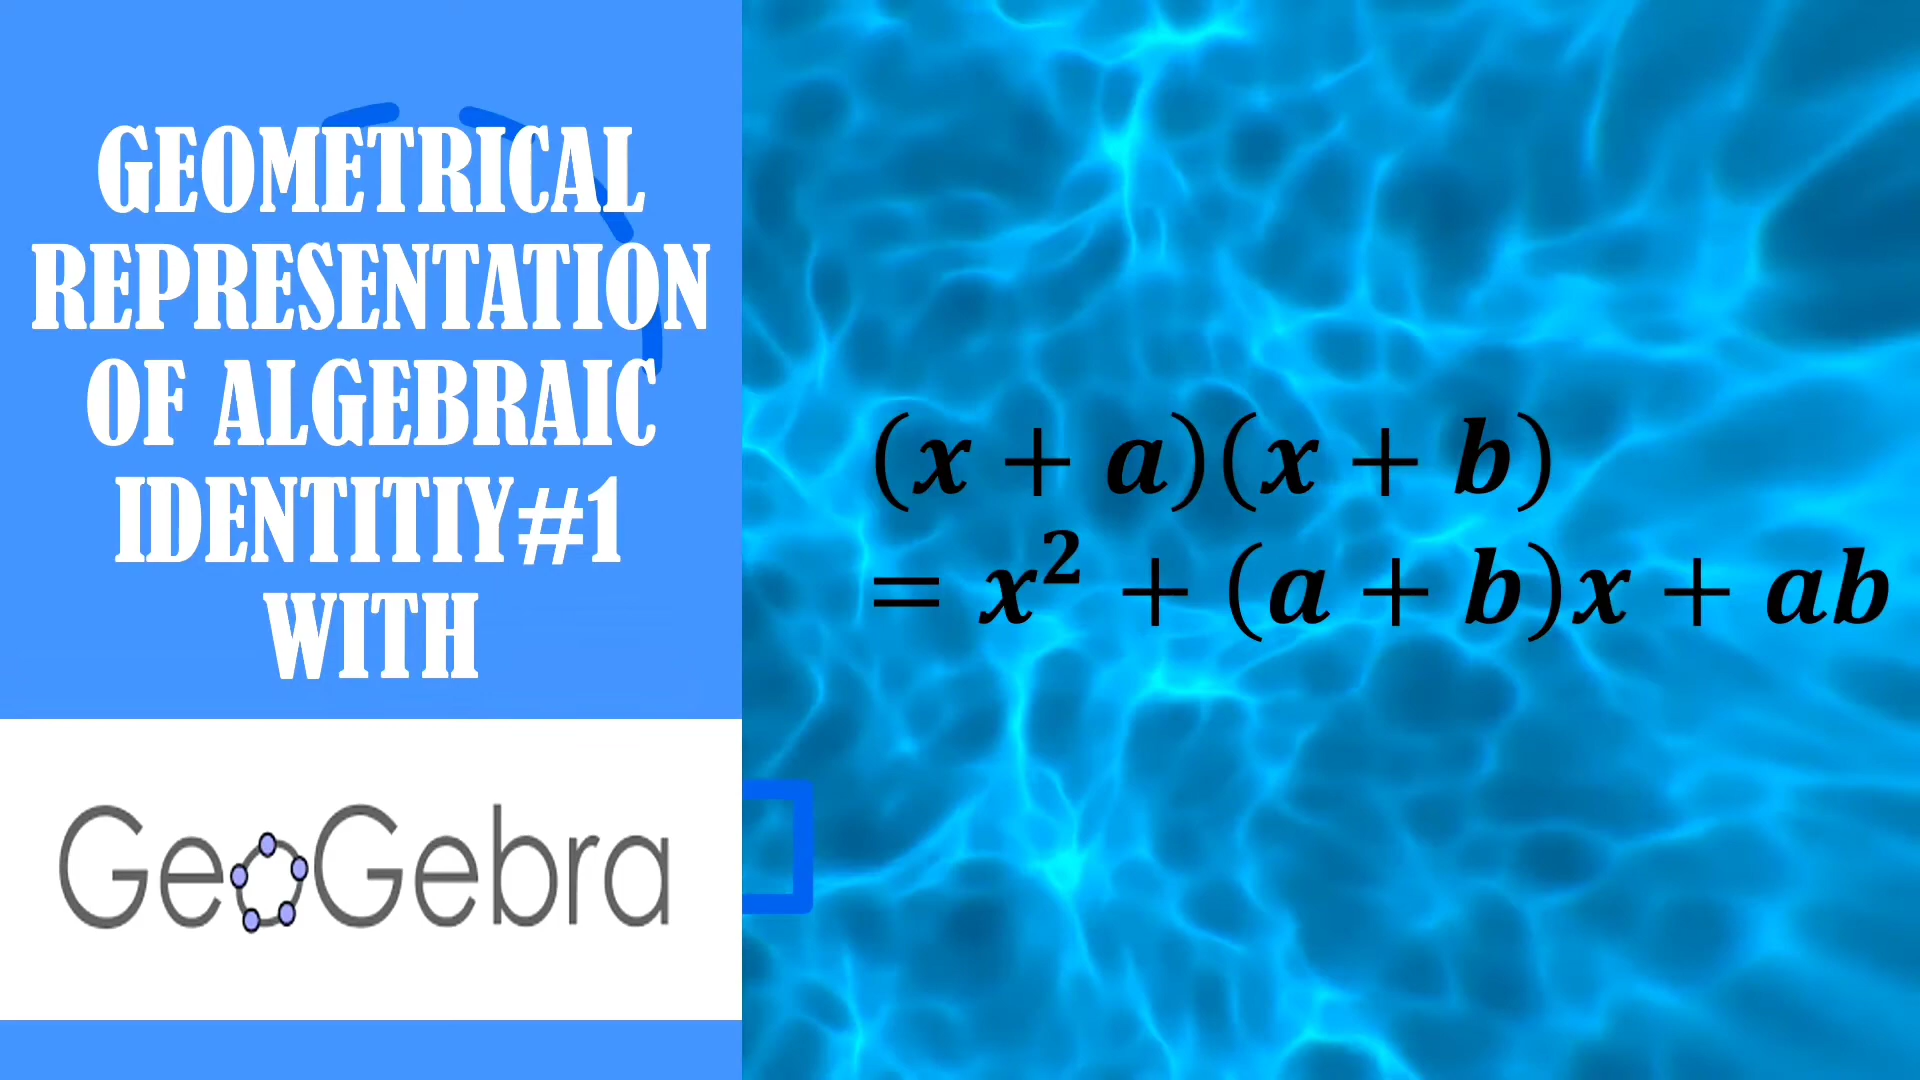 GEOMETRICAL
REPRESENTATION
OF ALGEBRAIC
IDENTITIY#1
WITH
GeoGebra
(x + a)(x + b)
= x² + (a + b)x + ab